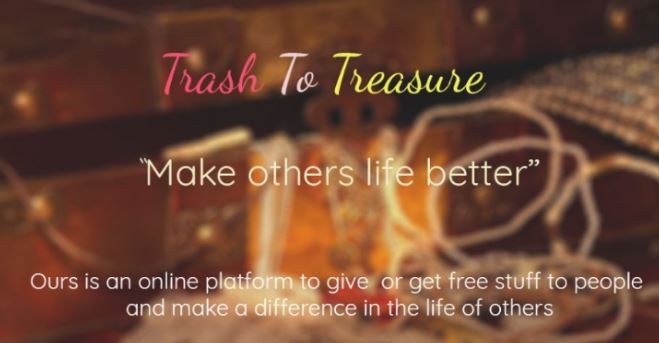 Trash To Treasure
“Make others life better”
Ours is an online platform to give or get free stuff to people
and make a difference in the life of others